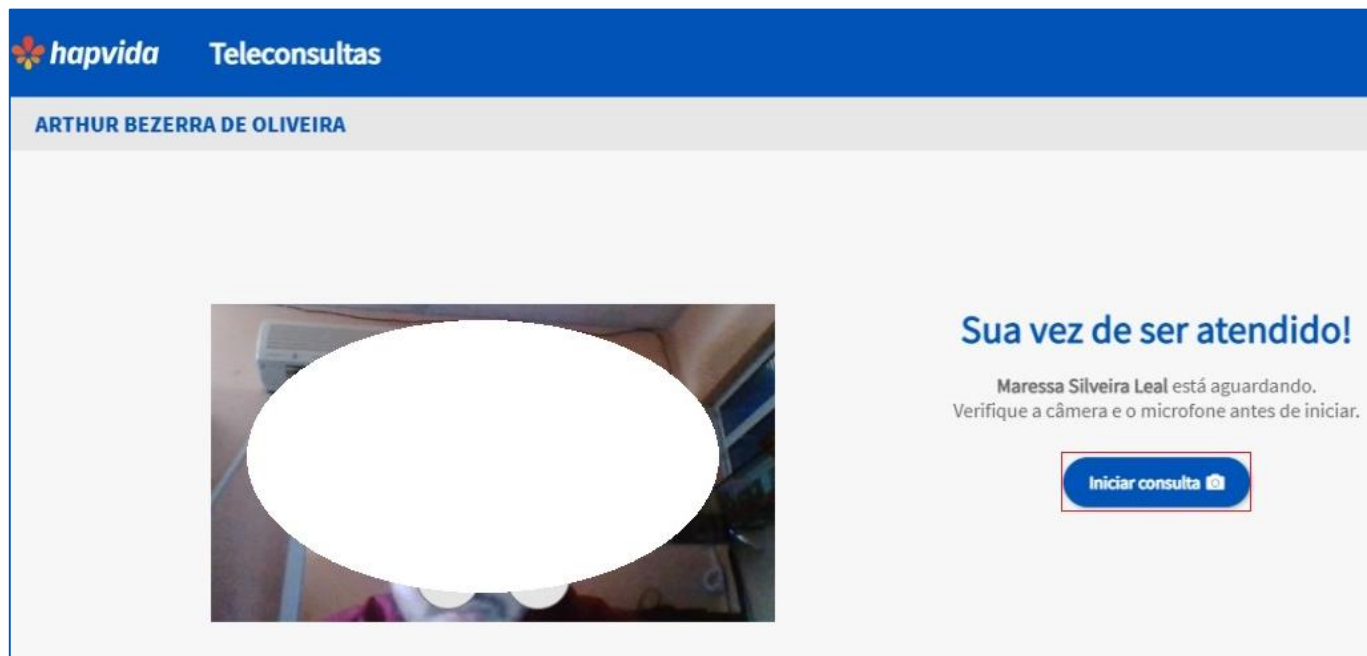 hapvida Teleconsultas
ARTHUR BEZERRA DE OLIVEIRA
Sua vez de ser atendido!
Maressa Silveira Leal está aguardando.
Verifique a câmera e o microfone antes de iniciar.
Iniciar consulta